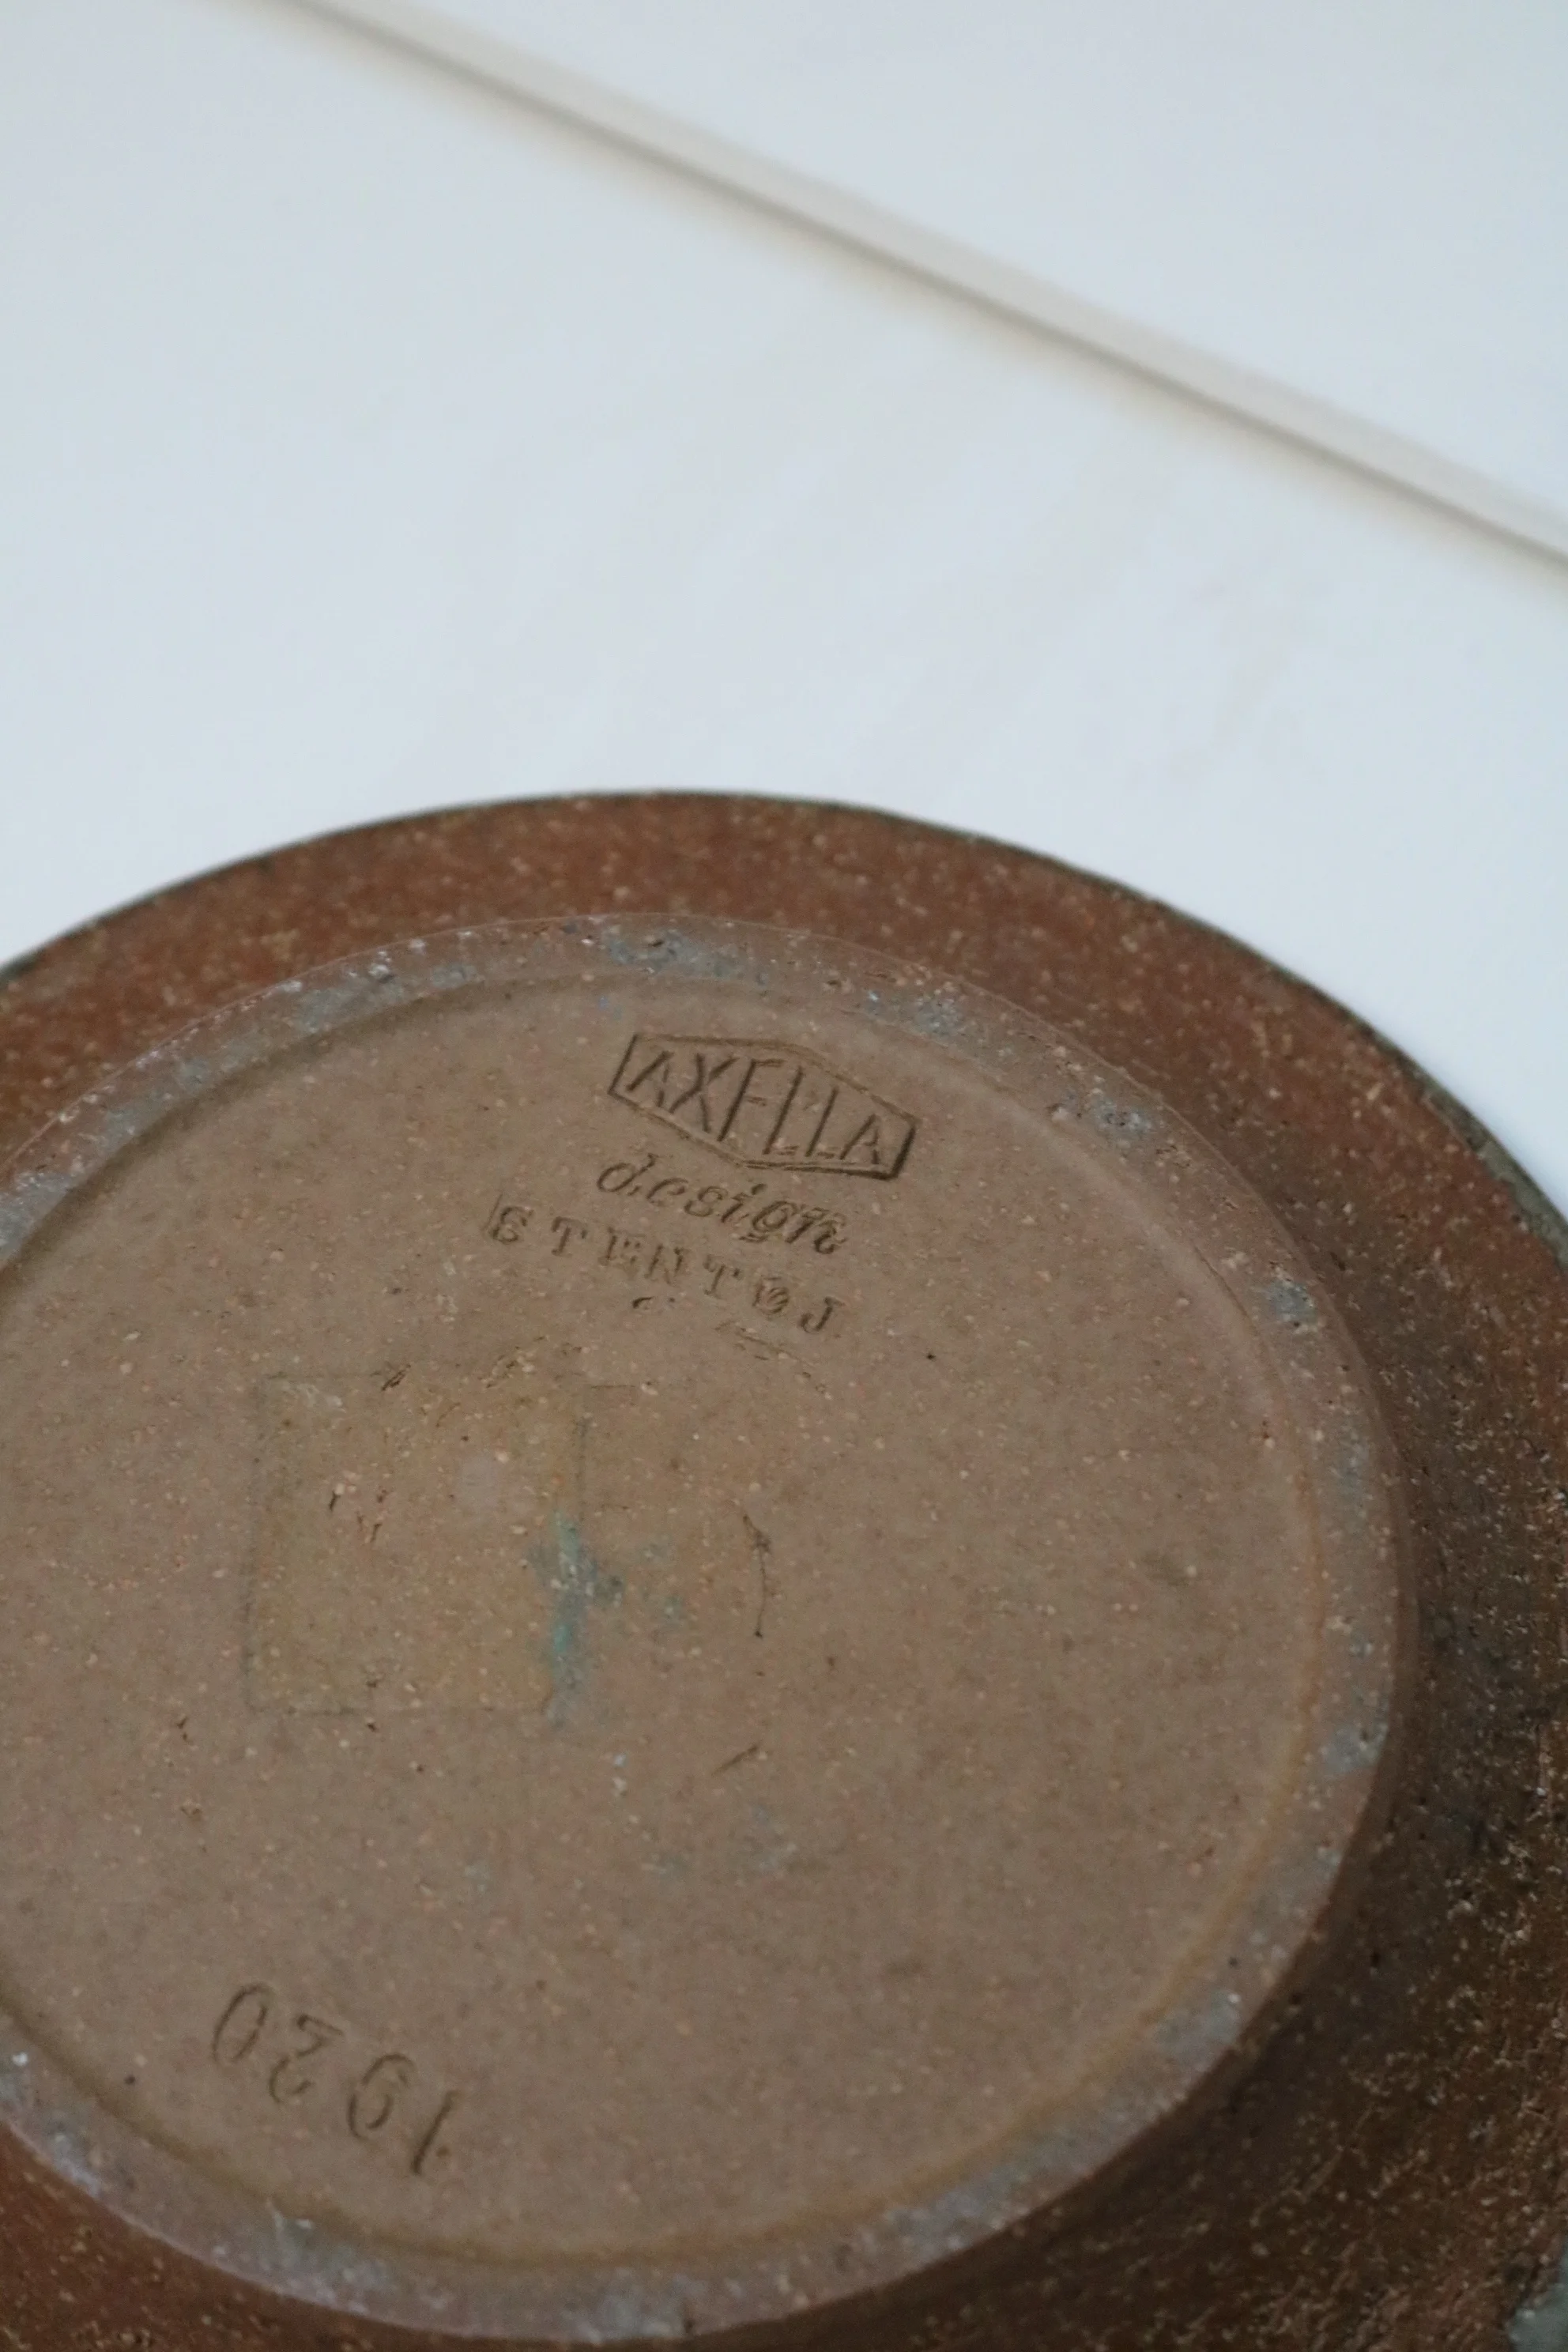 AXELLA
design
STENTØJ
1920